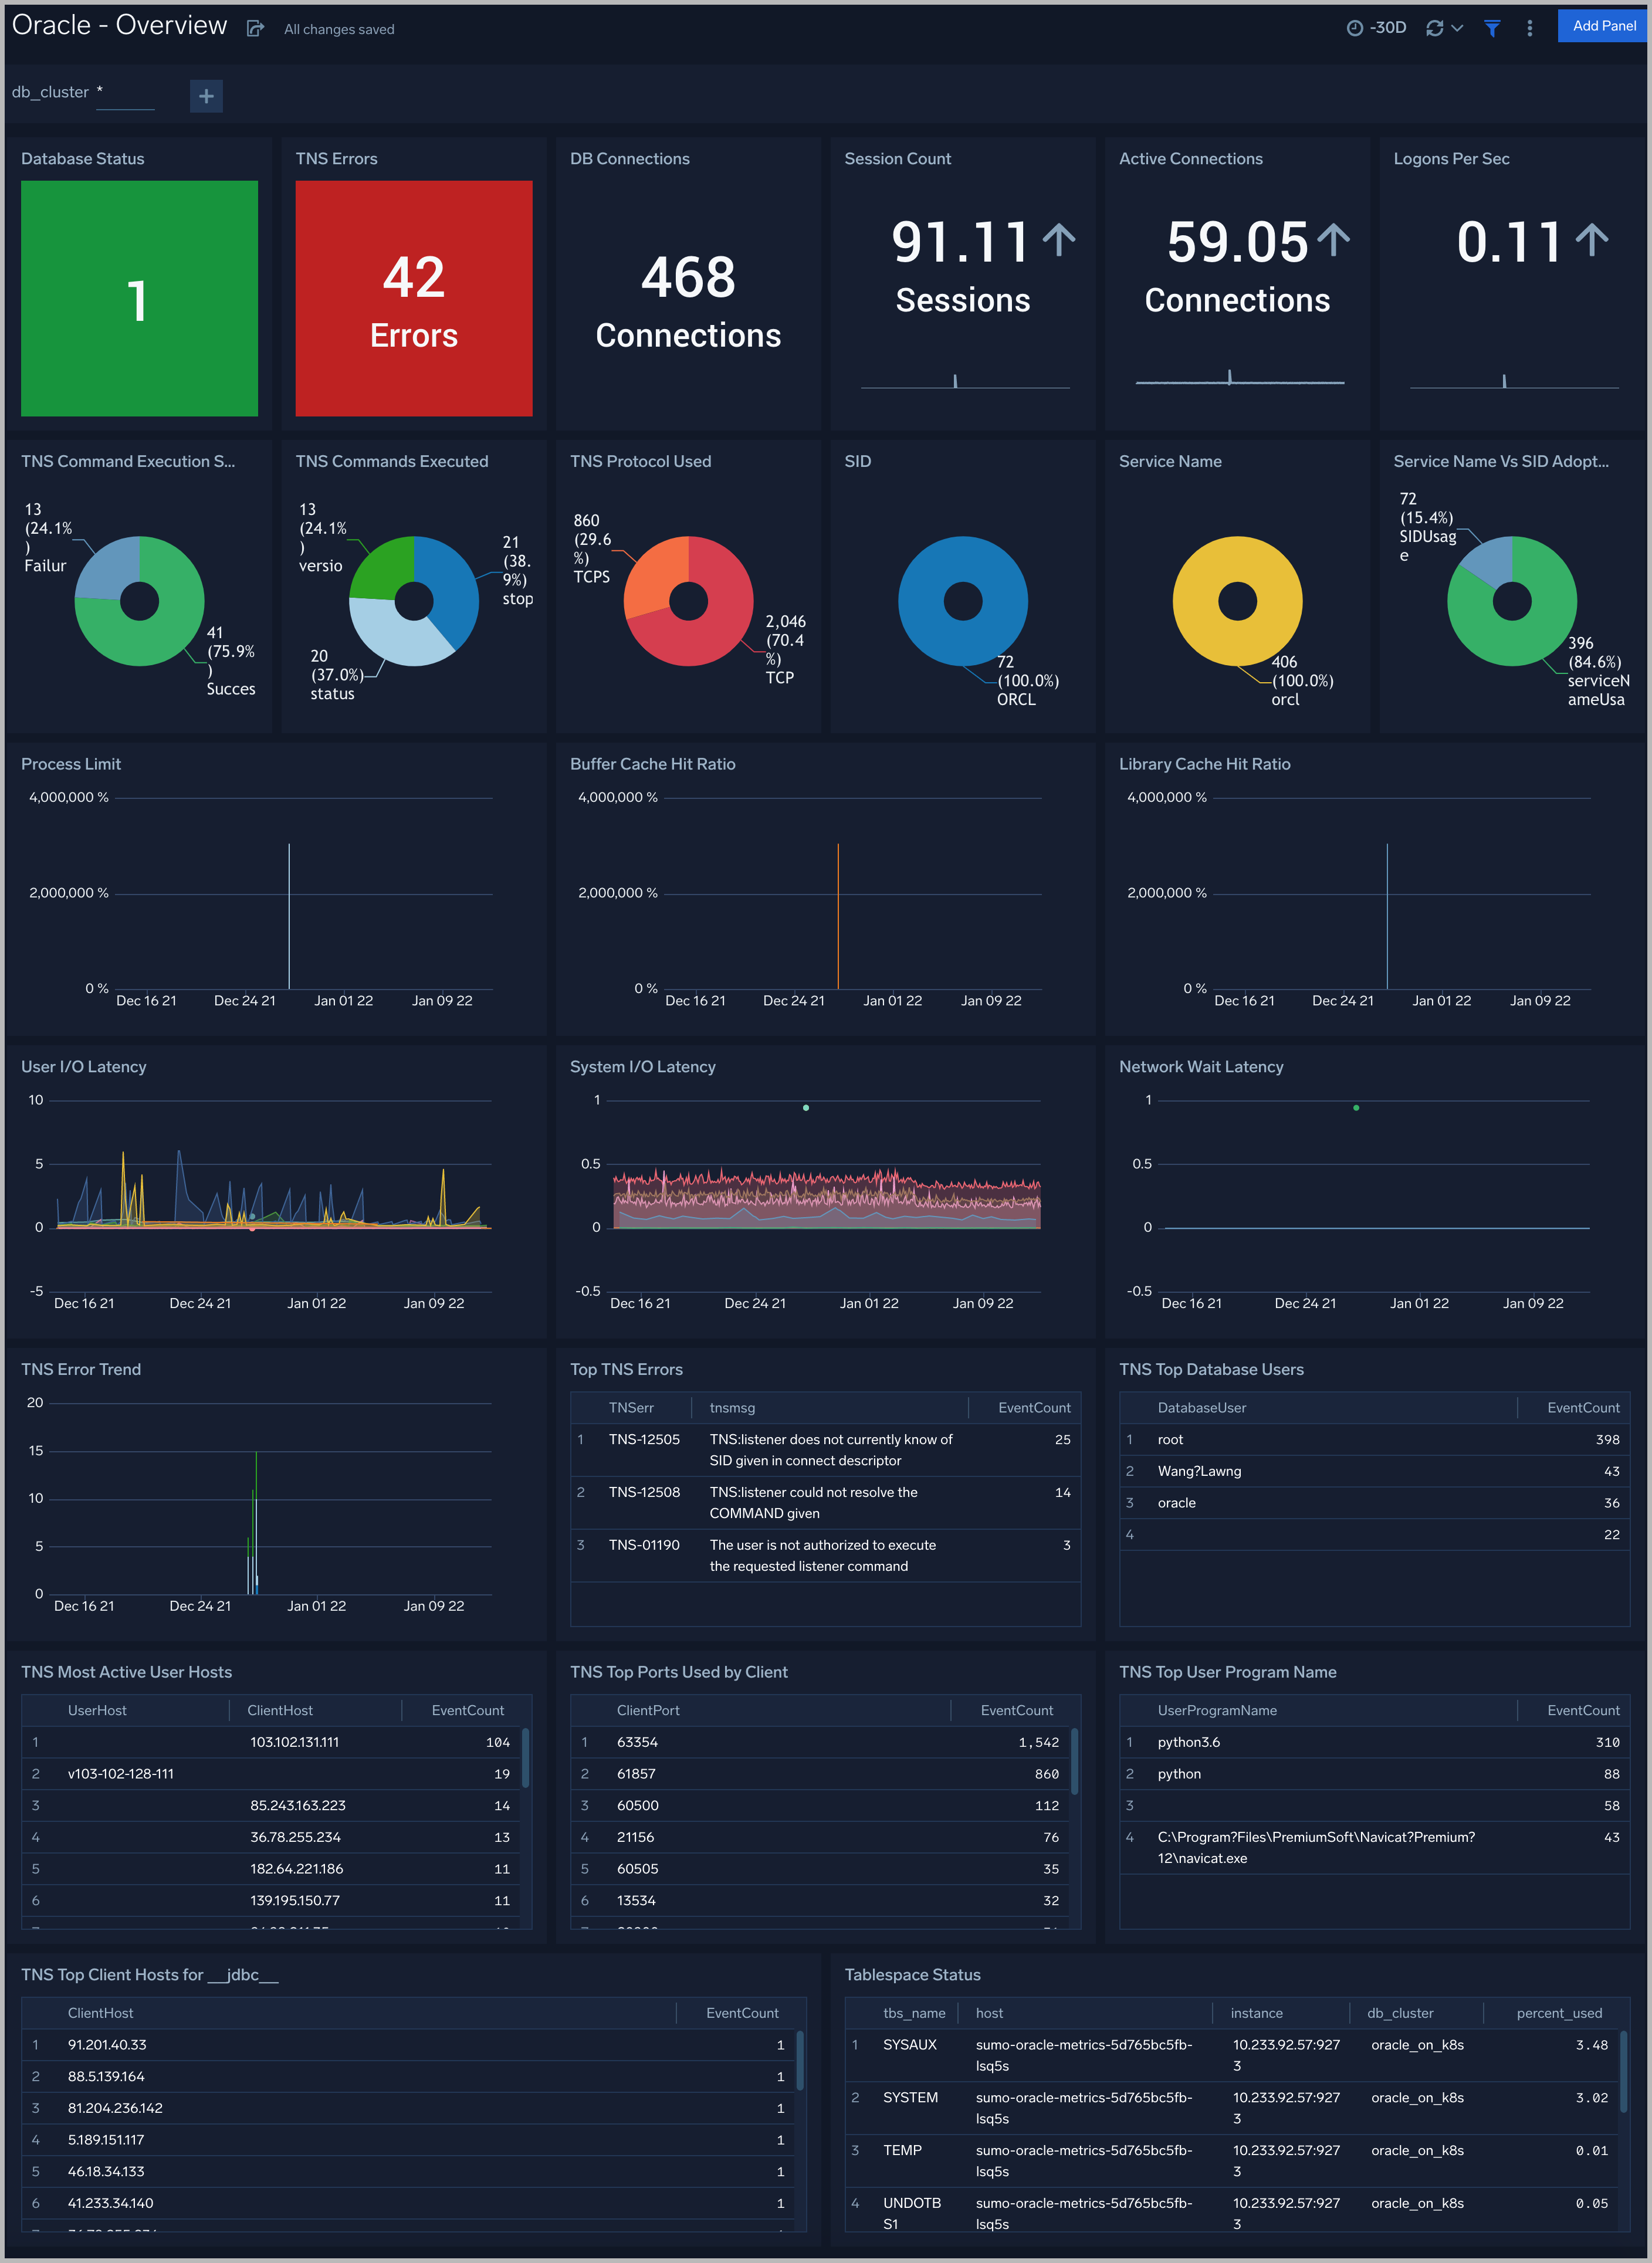 Oracle - Overview
All changes saved
-30D
Add Panel
db_cluster *
+
Database Status
TNS Errors
DB Connections
Session Count
Active Connections
Logons Per Sec
1
42
Errors
468
Connections
91.11
Sessions
59.05
Connections
0.11
TNS Command Execution S...
TNS Commands Executed
TNS Protocol Used
SID
Service Name
Service Name Vs SID Adopt...
13
(24.1%
)
Failur
41
(75.9%
)
Succes
13
(24.1%
)
versio
21
(38.
9%)
stop
20
(37.0%)
status
860
(29.6
%)
TCPS
2,046
(70.4
%)
TCP
72
(100.0%)
ORCL
406
(100.0%)
orcl
72
(15.4%)
SIDUsag
e
396
(84.6%)
serviceN
ameUsa
Process Limit
4,000,000 %
2,000,000 %
0 %
Dec 16 21 Dec 24 21 Jan 01 22 Jan 09 22
Buffer Cache Hit Ratio
4,000,000 %
2,000,000 %
0 %
Dec 16 21 Dec 24 21 Jan 01 22 Jan 09 22
Library Cache Hit Ratio
4,000,000 %
2,000,000 %
0 %
Dec 16 21 Dec 24 21 Jan 01 22 Jan 09 22
User I/O Latency
10
5
0
-5
Dec 16 21 Dec 24 21 Jan 01 22 Jan 09 22
System I/O Latency
1
0.5
0
-0.5
Dec 16 21 Dec 24 21 Jan 01 22 Jan 09 22
Network Wait Latency
1
0.5
0
-0.5
Dec 16 21 Dec 24 21 Jan 01 22 Jan 09 22
TNS Error Trend
20
15
10
5
0
Dec 16 21 Dec 24 21 Jan 01 22 Jan 09 22
Top TNS Errors
TNSerr tnsmsg EventCount
1 TNS-12505 TNS:listener does not currently know of 25
SID given in connect descriptor
2 TNS-12508 TNS:listener could not resolve the 14
COMMAND given
3 TNS-01190 The user is not authorized to execute 3
the requested listener command
TNS Top Database Users
DatabaseUser EventCount
1 root 398
2 Wang?Lawng 43
3 oracle 36
4 22
TNS Most Active User Hosts
UserHost ClientHost EventCount
1 103.102.131.111 104
2 v103-102-128-111 19
3 85.243.163.223 14
4 36.78.255.234 13
5 182.64.221.186 11
6 139.195.150.77 11
TNS Top Ports Used by Client
ClientPort EventCount
1 63354 1,542
2 61857 860
3 60500 112
4 21156 76
5 60505 35
6 13534 32
TNS Top User Program Name
UserProgramName EventCount
1 python3.6 310
2 python 88
3 58
4 C:\Program?Files\PremiumSoft\Navicat?Premium? 43
12\navicat.exe
TNS Top Client Hosts for __jdbc__
ClientHost EventCount
1 91.201.40.33 1
2 88.5.139.164 1
3 81.204.236.142 1
4 5.189.151.117 1
5 46.18.34.133 1
6 41.233.34.140 1
Tablespace Status
tbs_name host instance db_cluster percent_used
1 SYSAUX sumo-oracle-metrics-5d765bc5fb- 10.233.92.57:927 oracle_on_k8s 3.48
lsq5s 3
2 SYSTEM sumo-oracle-metrics-5d765bc5fb- 10.233.92.57:927 oracle_on_k8s 3.02
lsq5s 3
3 TEMP sumo-oracle-metrics-5d765bc5fb- 10.233.92.57:927 oracle_on_k8s 0.01
lsq5s 3
4 UNDOTB sumo-oracle-metrics-5d765bc5fb- 10.233.92.57:927 oracle_on_k8s 0.05
S1 lsq5s 3